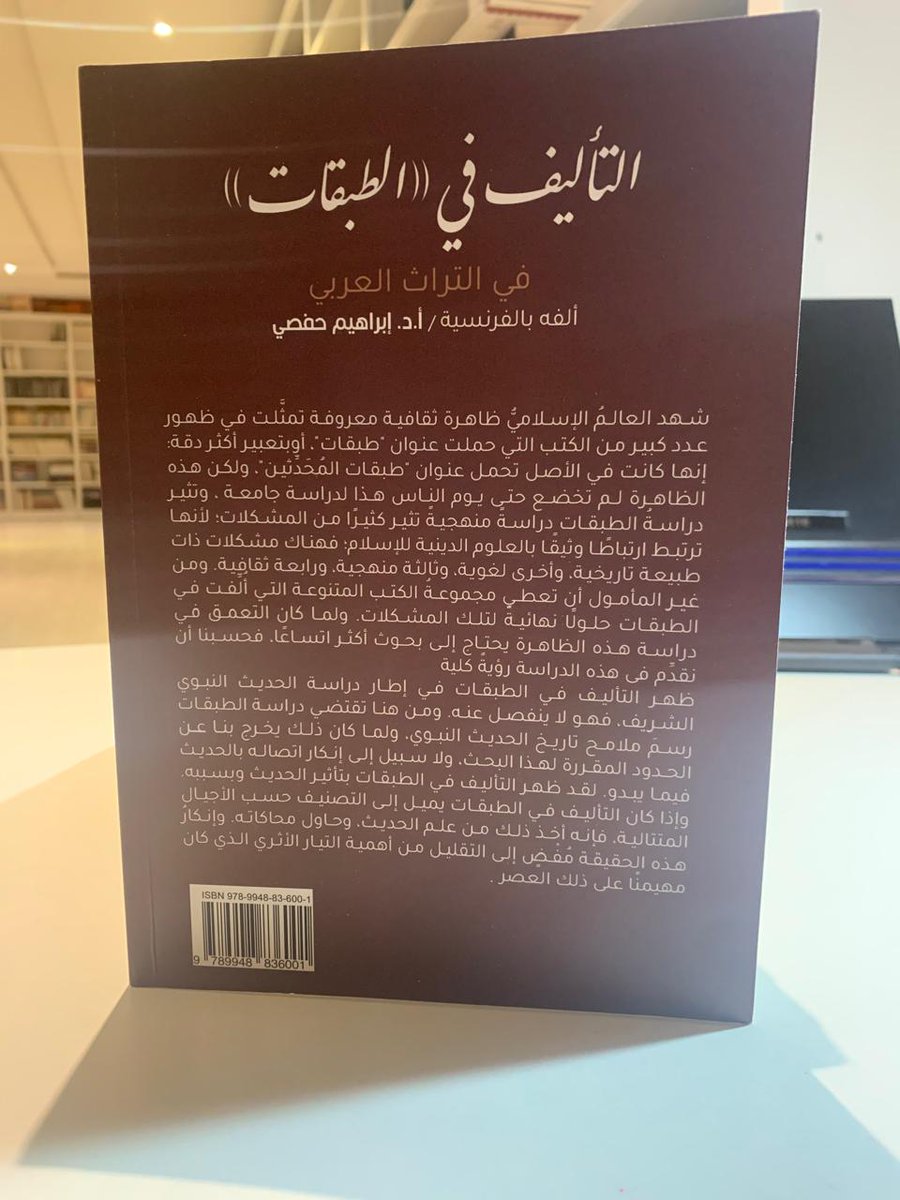 التأليف في ((الطبقات))
في التراث العربي
ألفه بالفرنسية / أ.د. إبراهيم حفصي
شهد العالمُ الإسلاميُّ ظاهرة ثقافية معروفة تمثَّلت في ظهور
عدد كبير من الكتب التي حملت عنوان "طبقات"، أوبتعبير أكثر دقة:
إنها كانت في الأصل تحمل عنوان "طبقات المُحَدِّثين"، ولكن هذه
الظاهرة لم تخضع حتى يوم الناس هذا لدراسة جامعة ، وتثير
دراسةُ الطبقات دراسةً منهجيةً تثير كثيرًا من المشكلات؛ لأنها
ترتبط ارتباطًا وثيقًا بالعلوم الدينية للإسلام؛ فهناك مشكلات ذات
طبيعة تاريخية، وأخرى لغوية، وثالثة منهجية، ورابعة ثقافية. ومن
غير المأمول أن تعطي مجموعةُ الكتب المتنوعة التي أُلِّفت في
الطبقات حلولًا نهائيةً لتلك المشكلات. ولما كان التعمق في
دراسة هذه الظاهرة يحتاج إلى بحوث أكثر اتساعًا، فحسبنا أن
نقدِّم في هذه الدراسة رؤيةً كلية
ظهر التأليف في الطبقات في إطار دراسة الحديث النبوي
الشريف، فهو لا ينفصل عنه. ومن هنا تقتضي دراسة الطبقات
رسمَ ملامح تاريخ الحديث النبوي، ولما كان ذلك يخرج بنا عن
الحدود المقررة لهذا البحث، ولا سبيل إلى إنكار اتصاله بالحديث
فيما يبدو. لقد ظهر التأليف في الطبقات بتأثير الحديث وبسببه.
وإذا كان التأليف في الطبقات يميل إلى التصنيف حسب الأجيال
المتتالية، فإنه أخذ ذلك من علم الحديث، وحاول محاكاته. وإنكارُ
هذه الحقيقة مُفْضٍ إلى التقليل من أهمية التيار الأثري الذي كان
مهيمنًا على ذلك العصر .
ISBN 978-9948-83-600-1
9 789948 836001